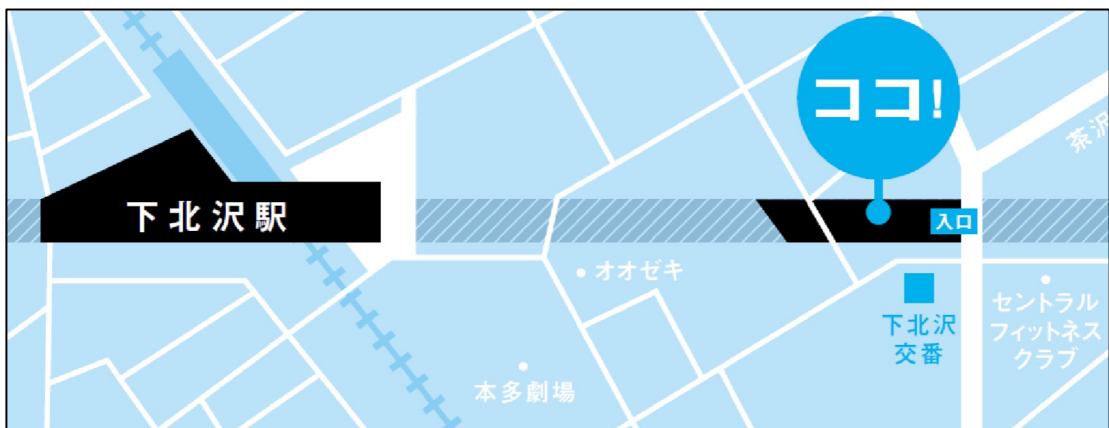 ココ!
茶沢
下北沢駅
入口
オオゼキ
下北沢
交番
セントラル
フィットネス
クラブ
本多劇場